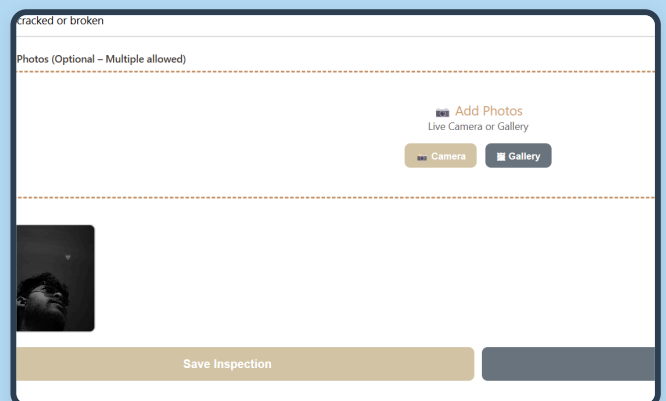 cracked or broken
Photos (Optional – Multiple allowed)
📷 Add Photos
Live Camera or Gallery
Camera
Gallery
Save Inspection